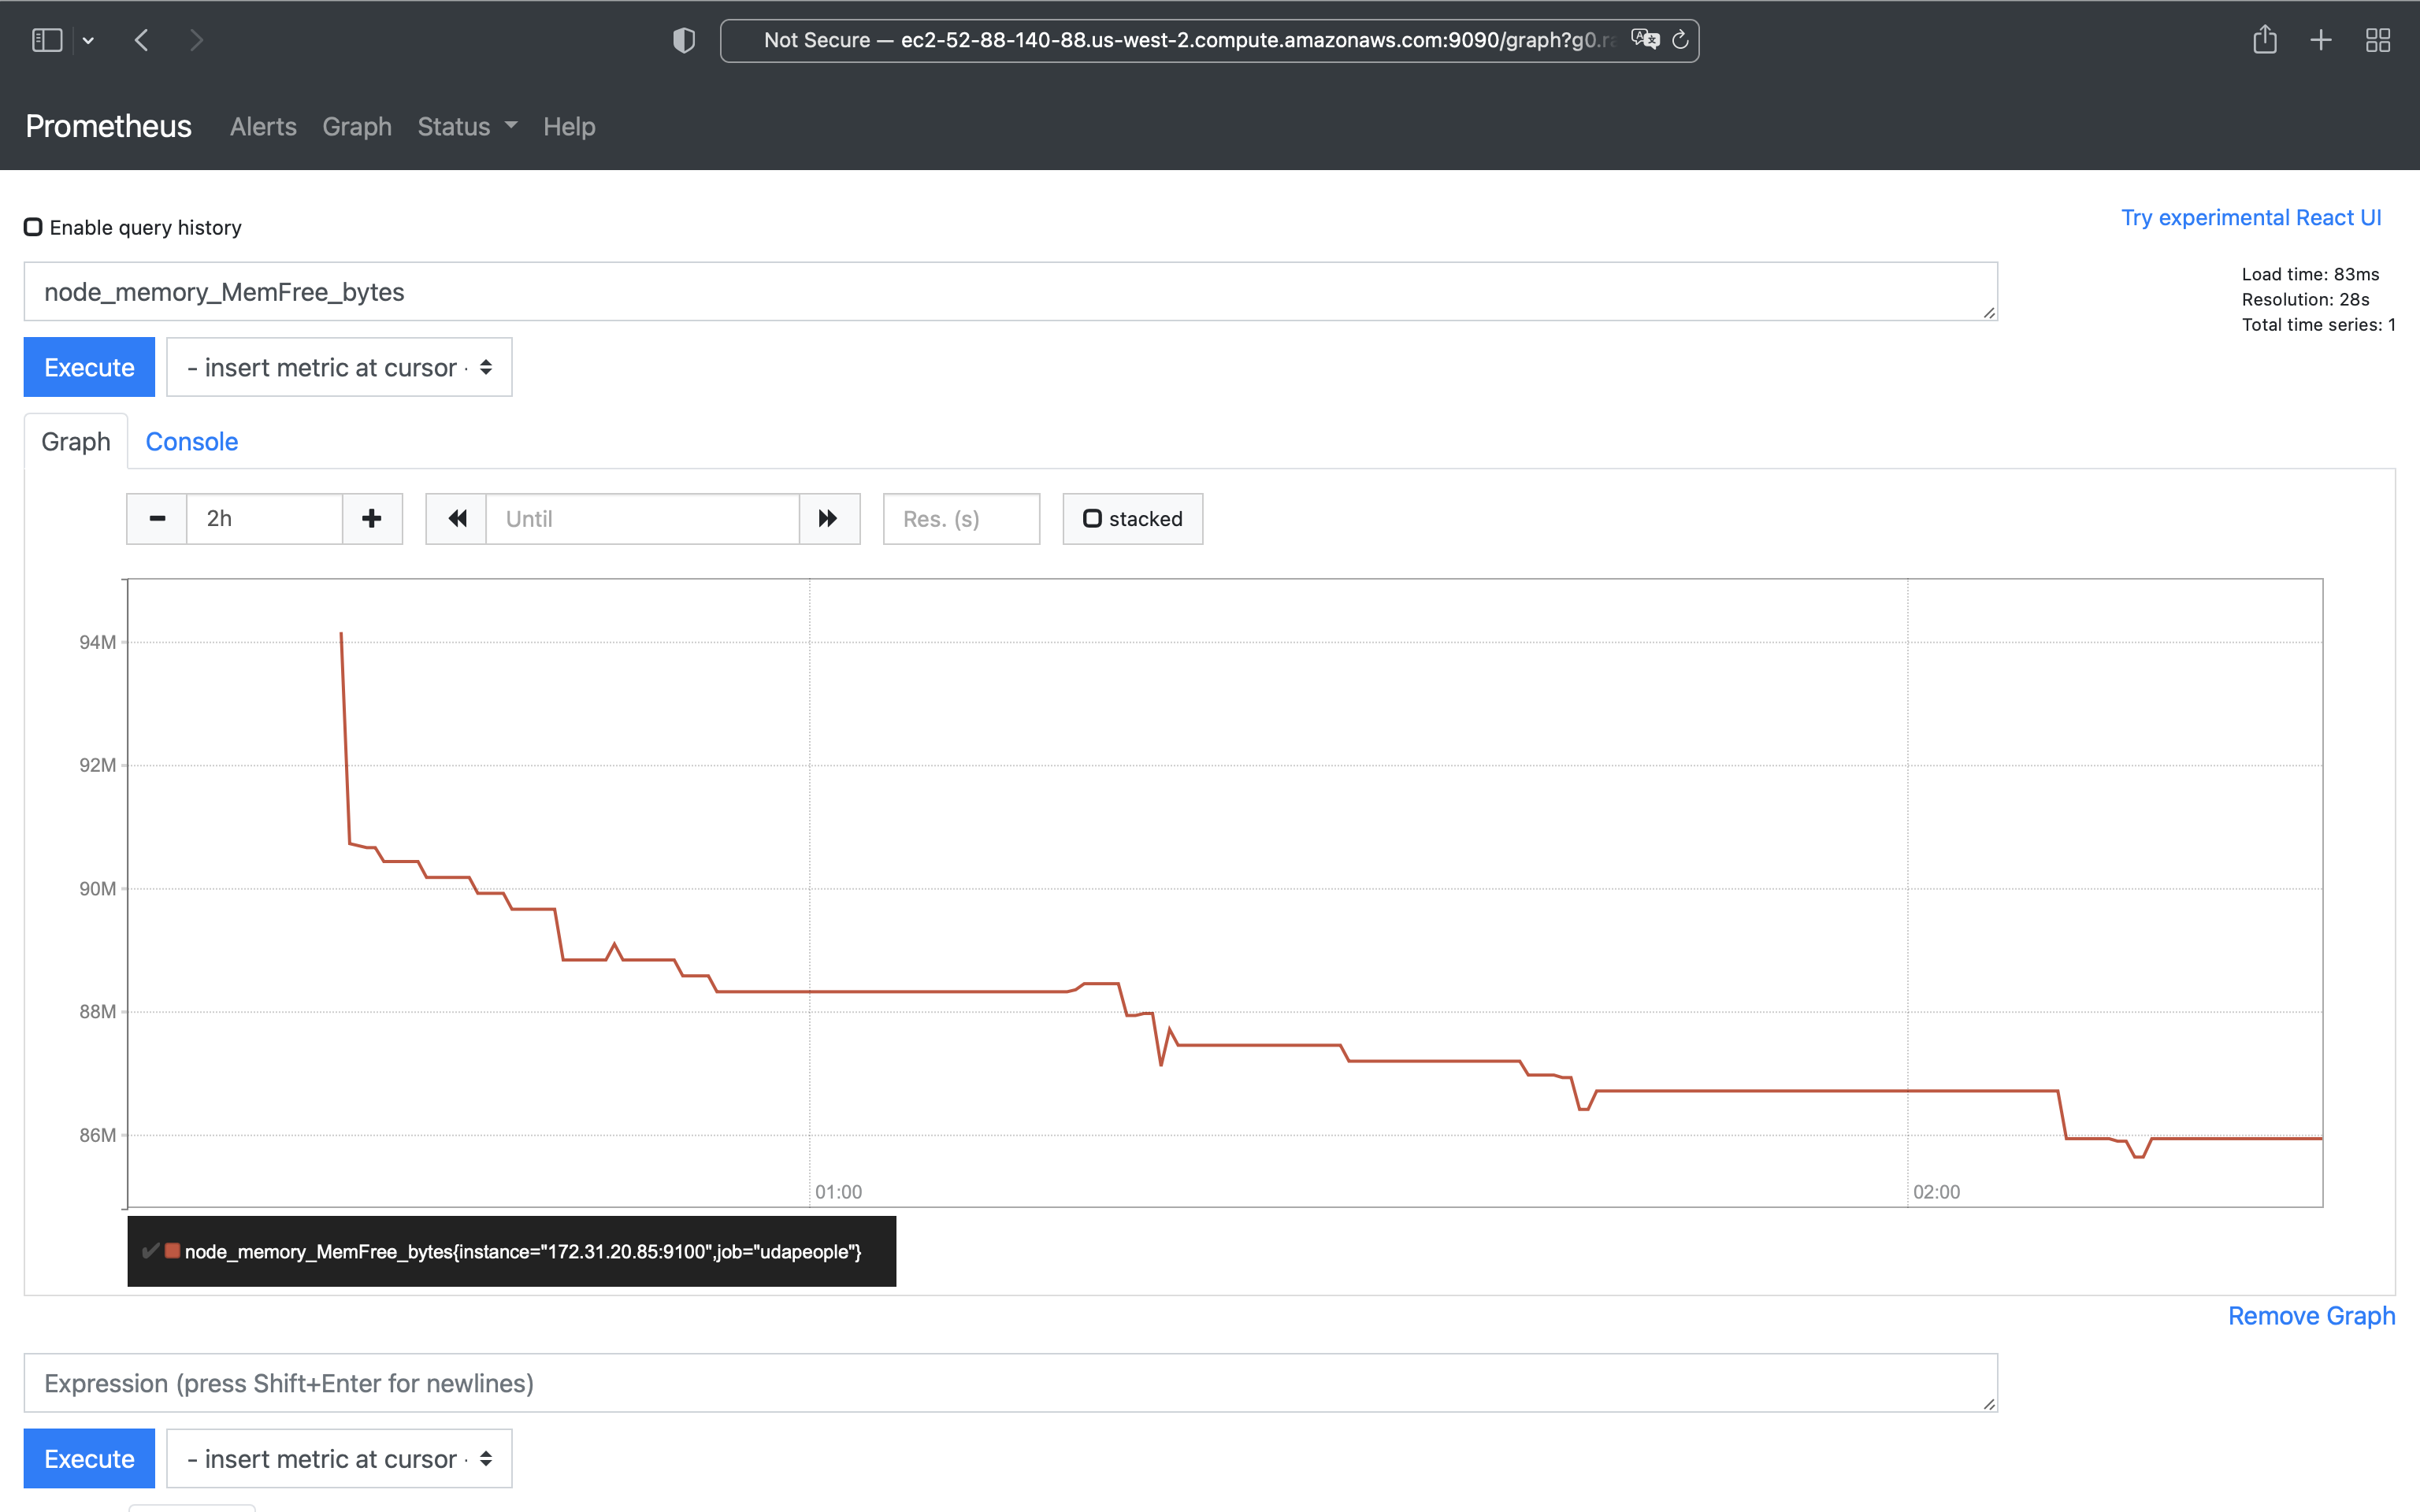 Not Secure — ec2-52-88-140-88.us-west-2.compute.amazonaws.com:9090/graph?g0.ra
Prometheus Alerts Graph Status Help
Enable query history
Try experimental React UI
node_memory_MemFree_bytes
Load time: 83ms
Resolution: 28s
Total time series: 1
Execute - insert metric at cursor -
Graph Console
2h Until Res. (s) stacked
94M
92M
90M
88M
86M
01:00 02:00
node_memory_MemFree_bytes{instance="172.31.20.85:9100",job="udapeople"}
Remove Graph
Expression (press Shift+Enter for newlines)
Execute - insert metric at cursor -